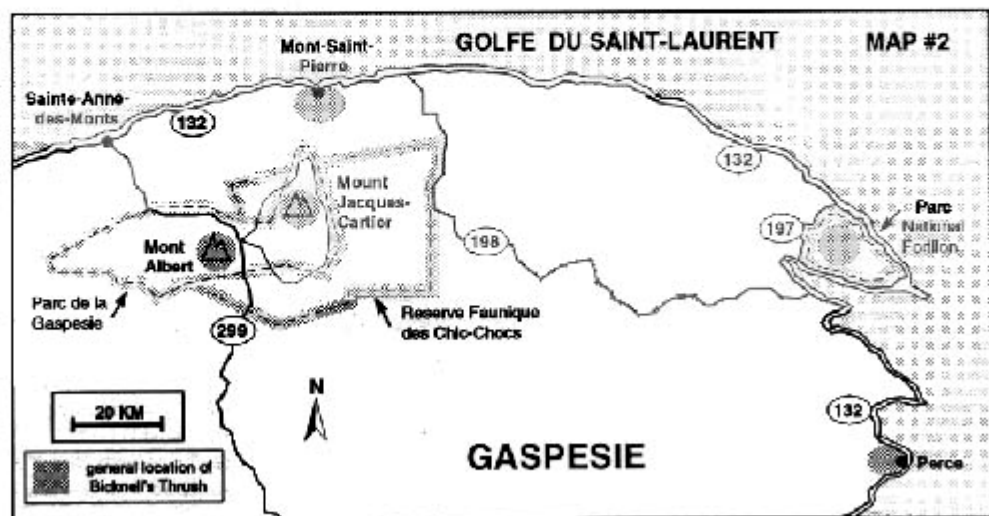 Mont-Saint-
Pierre
GOLFE DU SAINT-LAURENT
MAP #2
Sainte-Anne-
des-Monts
132
132
Mount
Jacques-
Cartier
Parc
National
Forillon
197
198
Mont
Albert
Parc de la
Gaspesie
299
Reserve Faunique
des Chic-Chocs
N
20 KM
132
general location of
Bicknell's Thrush
GASPESIE
Perce